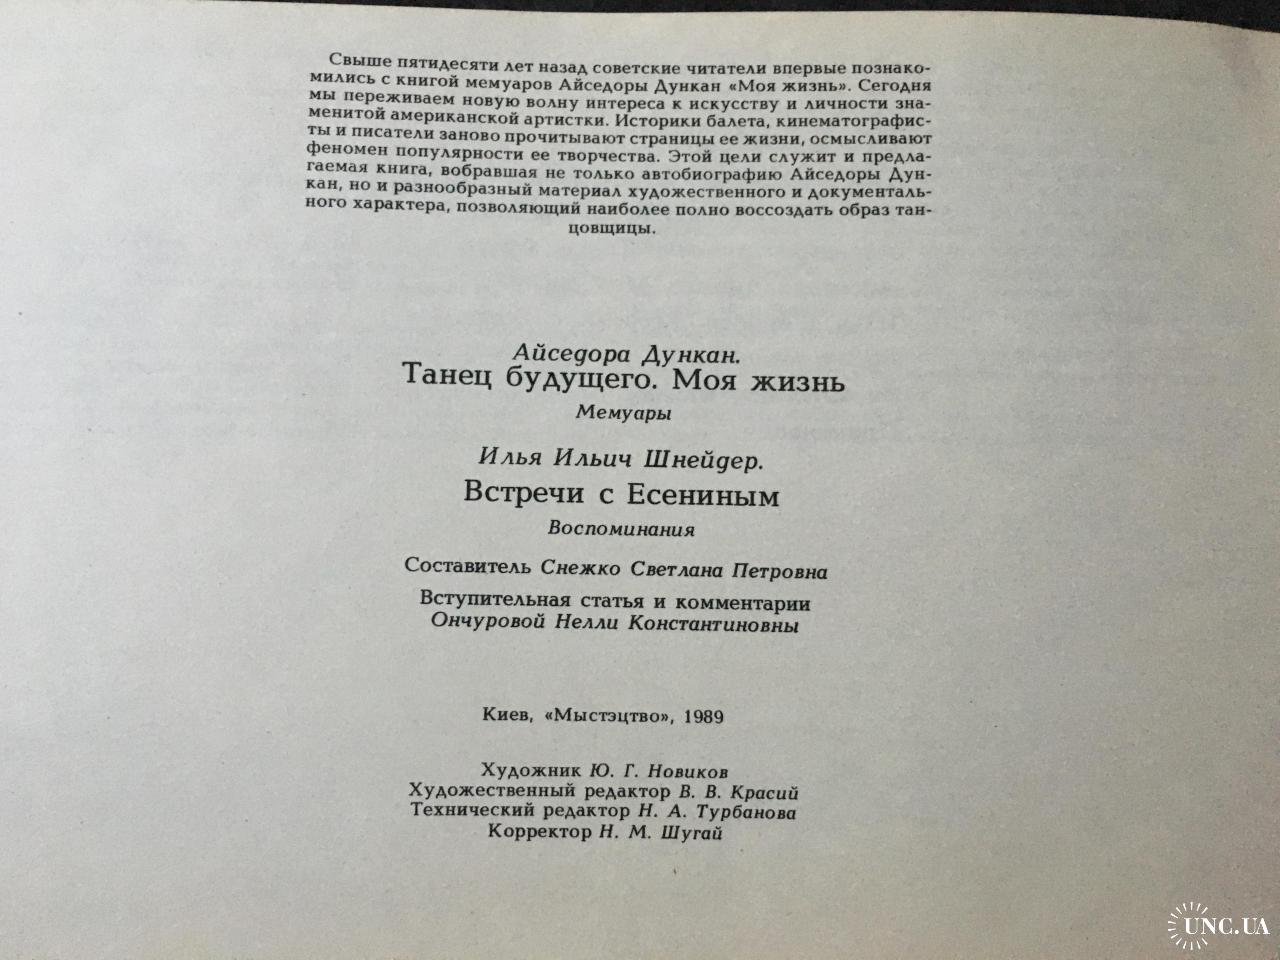 Свыше пятидесяти лет назад советские читатели впервые познако-
мились с книгой мемуаров Айседоры Дункан «Моя жизнь». Сегодня
мы переживаем новую волну интереса к искусству и личности зна-
менитой американской артистки. Историки балета, кинематографис-
ты и писатели заново прочитывают страницы ее жизни, осмысливают
феномен популярности ее творчества. Этой цели служит и предла-
гаемая книга, вобравшая не только автобиографию Айседоры Дун-
кан, но и разнообразный материал художественного и документаль-
ного характера, позволяющий наиболее полно воссоздать образ тан-
цовщицы.
Айседора Дункан.
Танец будущего. Моя жизнь
Мемуары
Илья Ильич Шнейдер.
Встречи с Есениным
Воспоминания
Составитель Снежко Светлана Петровна
Вступительная статья и комментарии
Ончуровой Нелли Константиновны
Киев, «Мыстэцтво», 1989
Художник Ю. Г. Новиков
Художественный редактор В. В. Красий
Технический редактор Н. А. Турбанова
Корректор Н. М. Шугай
UNC.UA